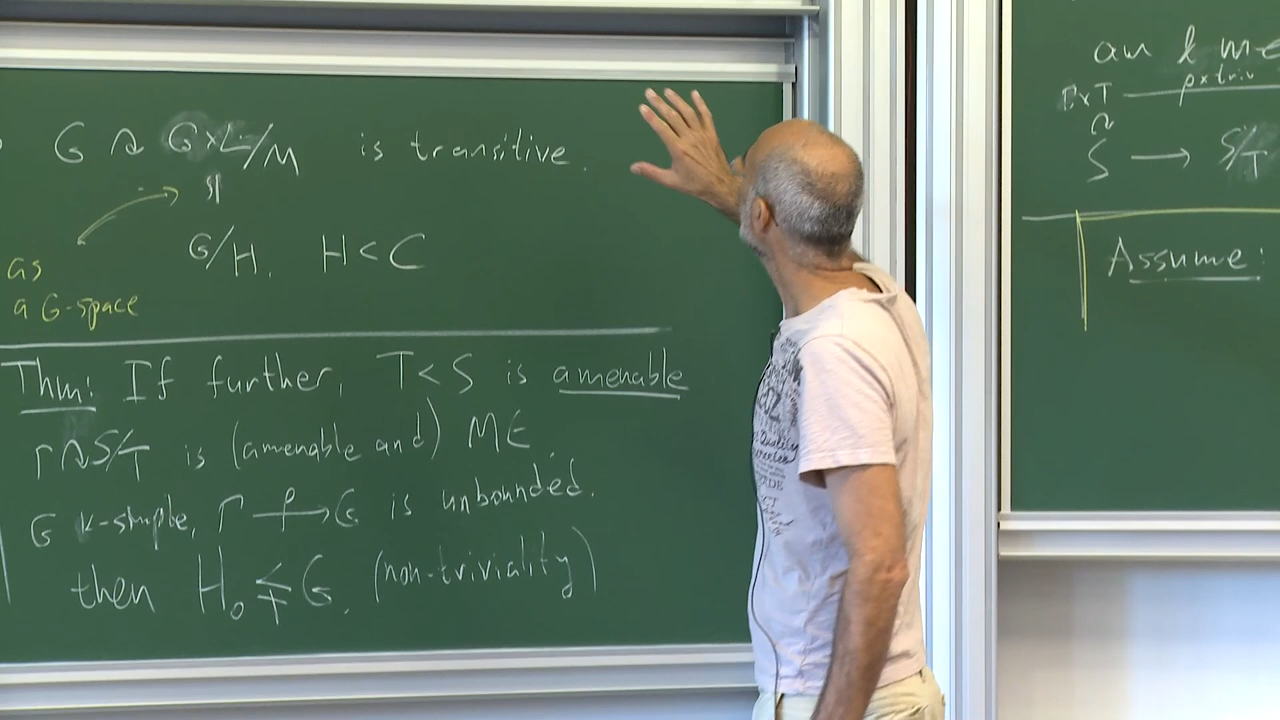 G ↷ G×L/M is transitive.
SI
G/H, H<C
as
a G-space
Thm: If further, T<S is amenable
Γ↷S/T is (amenable and) ME
G k-simple, Γ —ρ→ G is unbounded.
then H₀ ≨ G. (non-triviality)
an k me
Γ×T ρ×triv
↷
S → S/T
Assume: